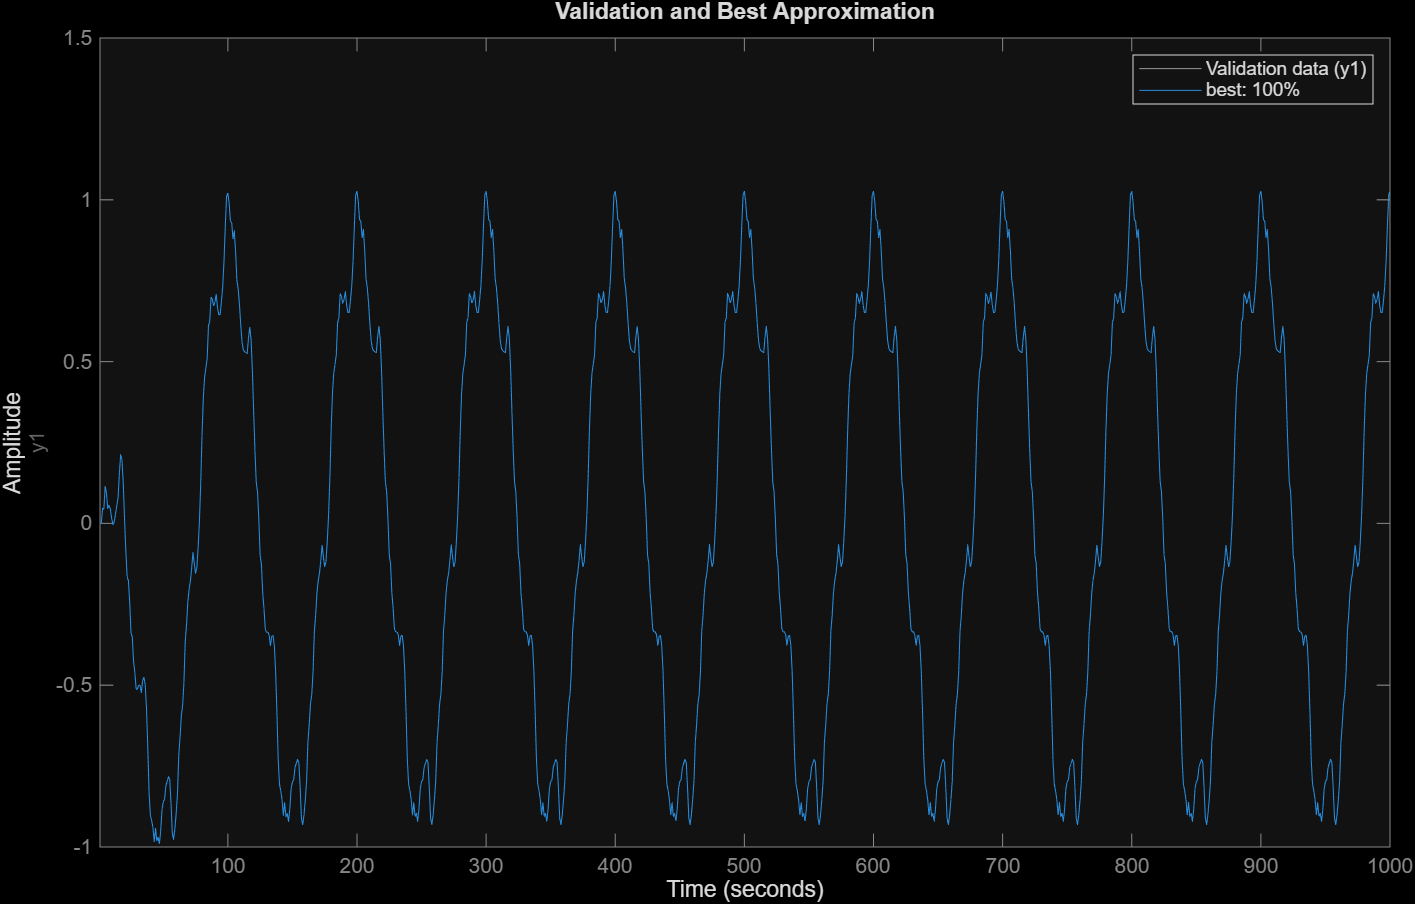 Validation and Best Approximation
Validation data (y1)
best: 100%
1.5
1
0.5
0
-0.5
-1
Amplitude
y1
100 200 300 400 500 600 700 800 900 1000
Time (seconds)